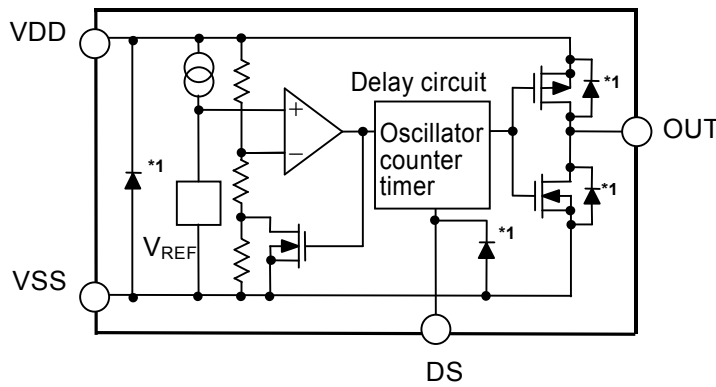 VDD
Delay circuit
*1
+
−
Oscillator
counter
timer
OUT
*1
*1
VREF
*1
VSS
DS